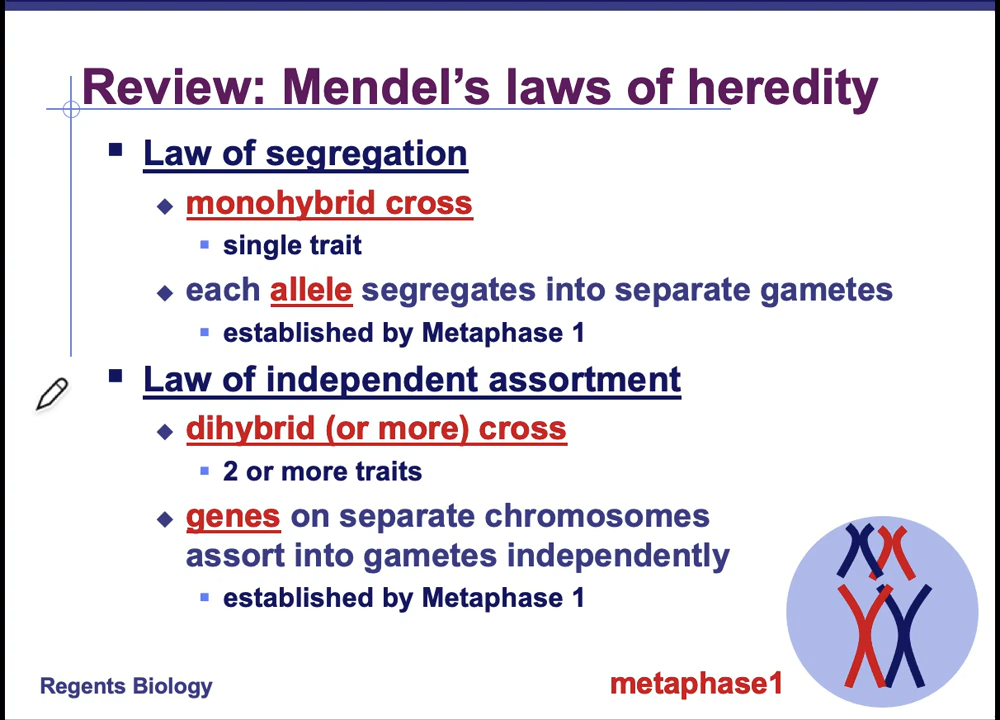 Review: Mendel's laws of heredity
Law of segregation
monohybrid cross
single trait
each allele segregates into separate gametes
established by Metaphase 1
Law of independent assortment
dihybrid (or more) cross
2 or more traits
genes on separate chromosomes
assort into gametes independently
established by Metaphase 1
Regents Biology
metaphase1